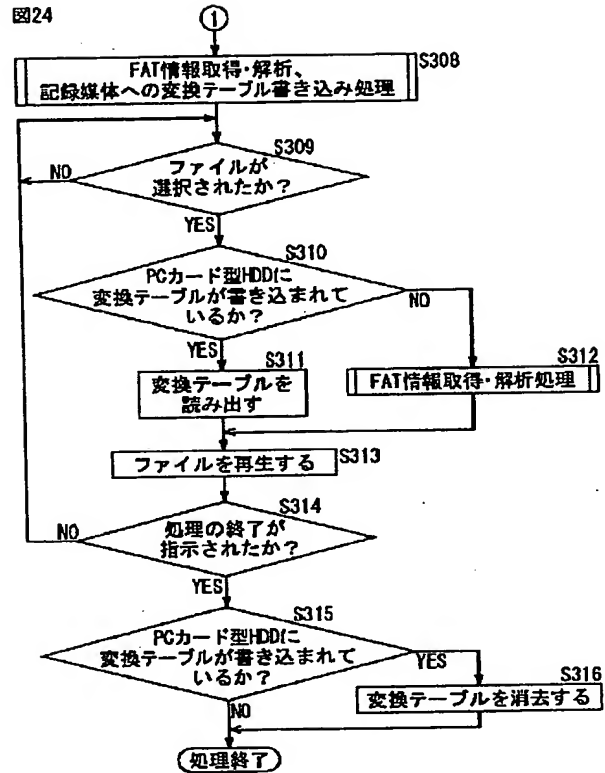 図24
1
FAT情報取得・解析、
記録媒体への変換テーブル書き込み処理
S308
S309
ファイルが
選択されたか?
NO
YES
S310
PCカード型HDDに
変換テーブルが書き込まれて
いるか?
NO
YES
S311
変換テーブルを
読み出す
S312
FAT情報取得・解析処理
ファイルを再生する
S313
S314
処理の終了が
指示されたか?
NO
YES
S315
PCカード型HDDに
変換テーブルが書き込まれて
いるか?
YES
S316
変換テーブルを消去する
NO
処理終了